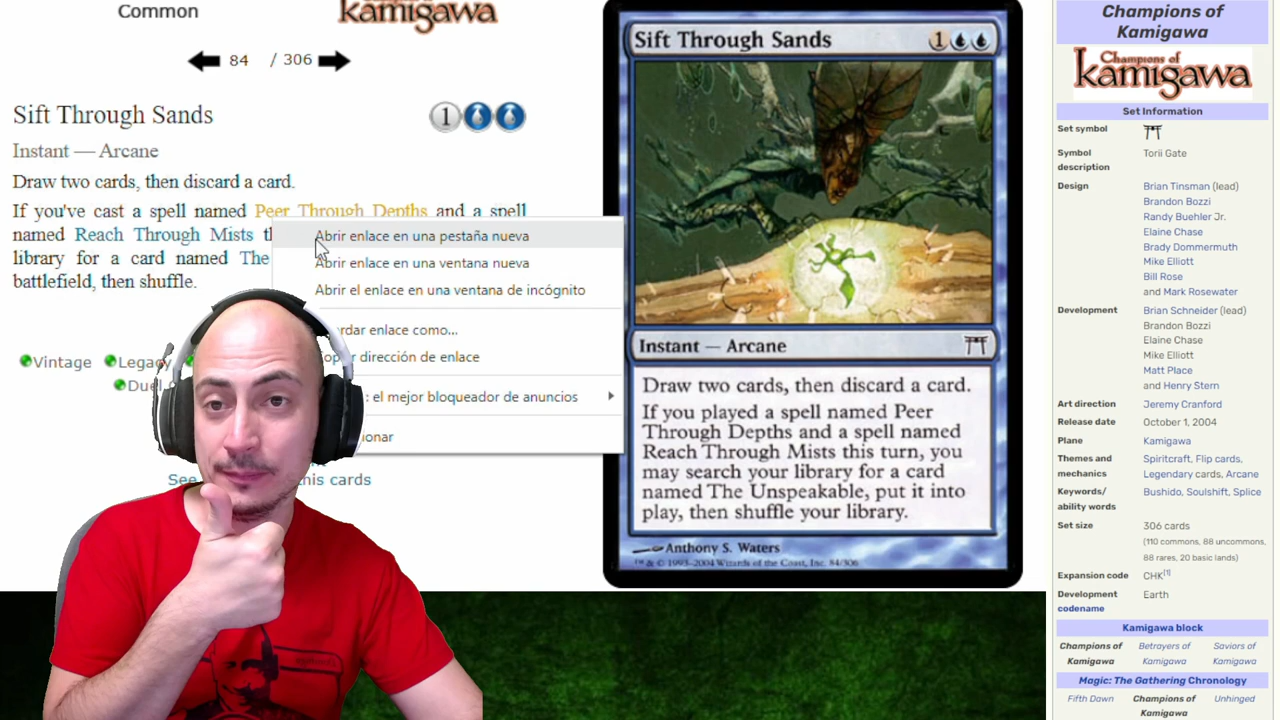 Common
kamigawa
84 / 306
Sift Through Sands
1
Instant — Arcane
Draw two cards, then discard a card.
If you've cast a spell named Peer Through Depths and a spell
named Reach Through Mists
library for a card named The
battlefield, then shuffle.
Vintage Legacy
Duel
See
this cards
Abrir enlace en una pestaña nueva
Abrir enlace en una ventana nueva
Abrir el enlace en una ventana de incógnito
enlace como...
dirección de enlace
: el mejor bloqueador de anuncios
Sift Through Sands
1
Instant — Arcane
Draw two cards, then discard a card.
If you played a spell named Peer
Through Depths and a spell named
Reach Through Mists this turn, you
may search your library for a card
named The Unspeakable, put it into
play, then shuffle your library.
Anthony S. Waters
™ & © 1993–2004 Wizards of the Coast, Inc. 84/306
Champions of
Kamigawa
Champions of
kamigawa
Set Information
Set symbol
Symbol description Torii Gate
Design Brian Tinsman (lead)
Brandon Bozzi
Randy Buehler Jr.
Elaine Chase
Brady Dommermuth
Mike Elliott
Bill Rose
and Mark Rosewater
Development Brian Schneider (lead)
Brandon Bozzi
Elaine Chase
Mike Elliott
Matt Place
and Henry Stern
Art direction Jeremy Cranford
Release date October 1, 2004
Plane Kamigawa
Themes and mechanics Spiritcraft, Flip cards,
Legendary cards, Arcane
Keywords/ ability words Bushido, Soulshift, Splice
Set size 306 cards
(110 commons, 88 uncommons,
88 rares, 20 basic lands)
Expansion code CHK[1]
Development codename Earth
Kamigawa block
Champions of Kamigawa Betrayers of Kamigawa Saviors of Kamigawa
Magic: The Gathering Chronology
Fifth Dawn Champions of Kamigawa Unhinged